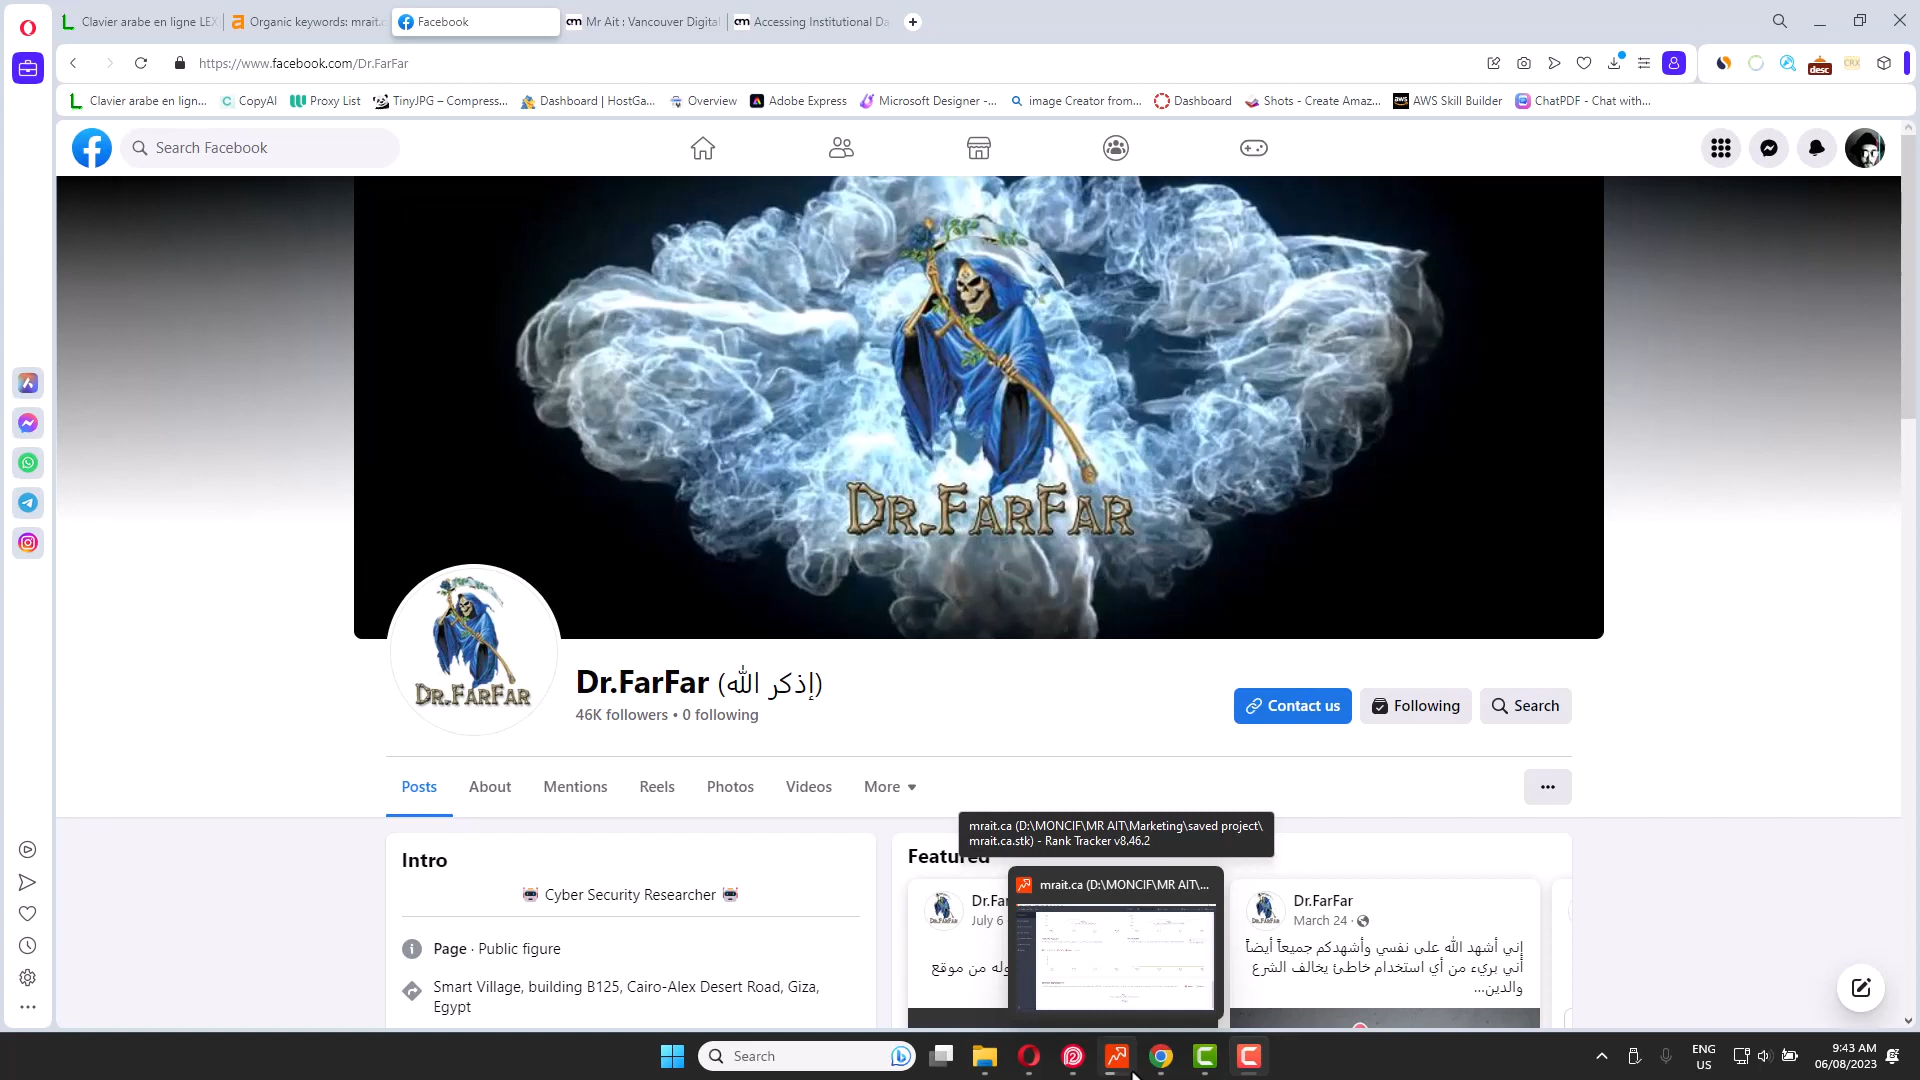 Clavier arabe en ligne LEX
Organic keywords: mrait.c
Facebook
Mr Ait : Vancouver Digital
Accessing Institutional Da
https://www.facebook.com/Dr.FarFar
desc
CRX
Clavier arabe en lign...
CopyAI
Proxy List
TinyJPG – Compress...
Dashboard | HostGa...
Overview
Adobe Express
Microsoft Designer -...
image Creator from...
Dashboard
Shots - Create Amaz...
aws
AWS Skill Builder
ChatPDF - Chat with...
Search Facebook
DR.FARFAR
DR.FARFAR
Dr.FarFar (إذكر الله)
46K followers • 0 following
Contact us
Following
Search
Posts
About
Mentions
Reels
Photos
Videos
More
mrait.ca (D:\MONCIF\MR AIT\Marketing\saved project\
mrait.ca.stk) - Rank Tracker v8.46.2
Intro
Cyber Security Researcher
Page · Public figure
Smart Village, building B125, Cairo-Alex Desert Road, Giza,
Egypt
Featured
July 6
وله من موقع
mrait.ca (D:\MONCIF\MR AIT\...
Dr.FarFar
March 24 ·
إني أشهد الله على نفسي وأشهدكم جميعاً أيضاً
أني بريء من أي استخدام خاطئ يخالف الشرع
والدين...
Search
ENG
US
9:43 AM
06/08/2023